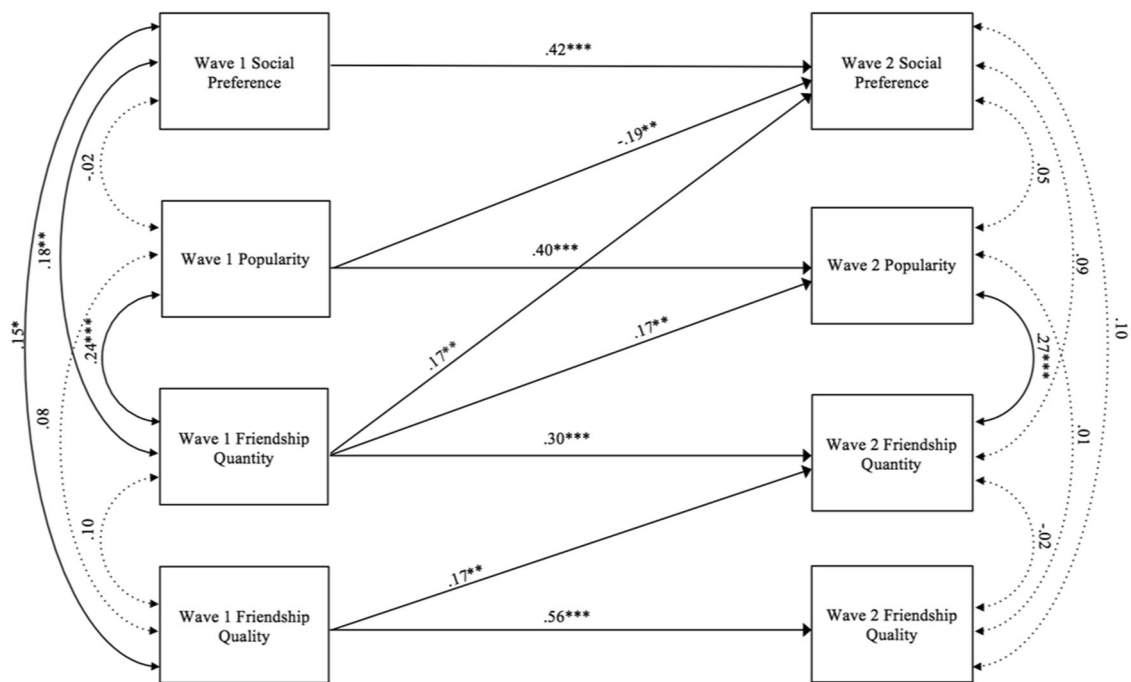 Wave 1 Social
Preference
.42***
Wave 2 Social
Preference
-.19**
-.02
.05
.18**
.15*
Wave 1 Popularity
.40***
Wave 2 Popularity
.09
.10
.24***
.17**
.17**
.27***
.08
Wave 1 Friendship
Quantity
.30***
Wave 2 Friendship
Quantity
.01
.10
-.02
.17**
Wave 1 Friendship
Quality
.56***
Wave 2 Friendship
Quality